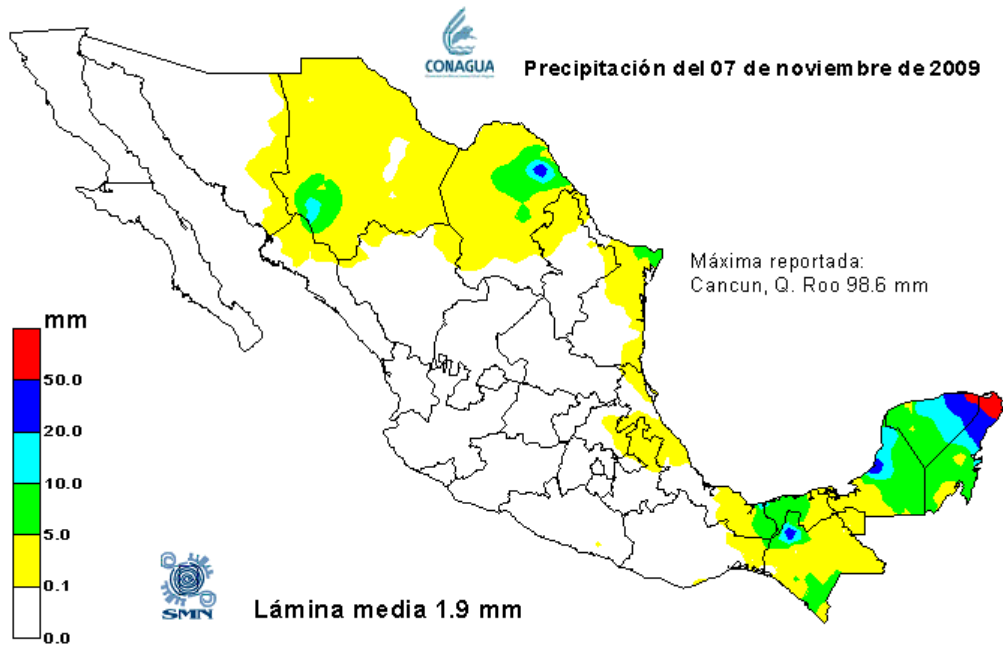 CONAGUA
Precipitación del 07 de noviembre de 2009
Máxima reportada:
Cancun, Q. Roo 98.6 mm
mm
50.0
20.0
10.0
5.0
0.1
0.0
SMN
Lámina media 1.9 mm